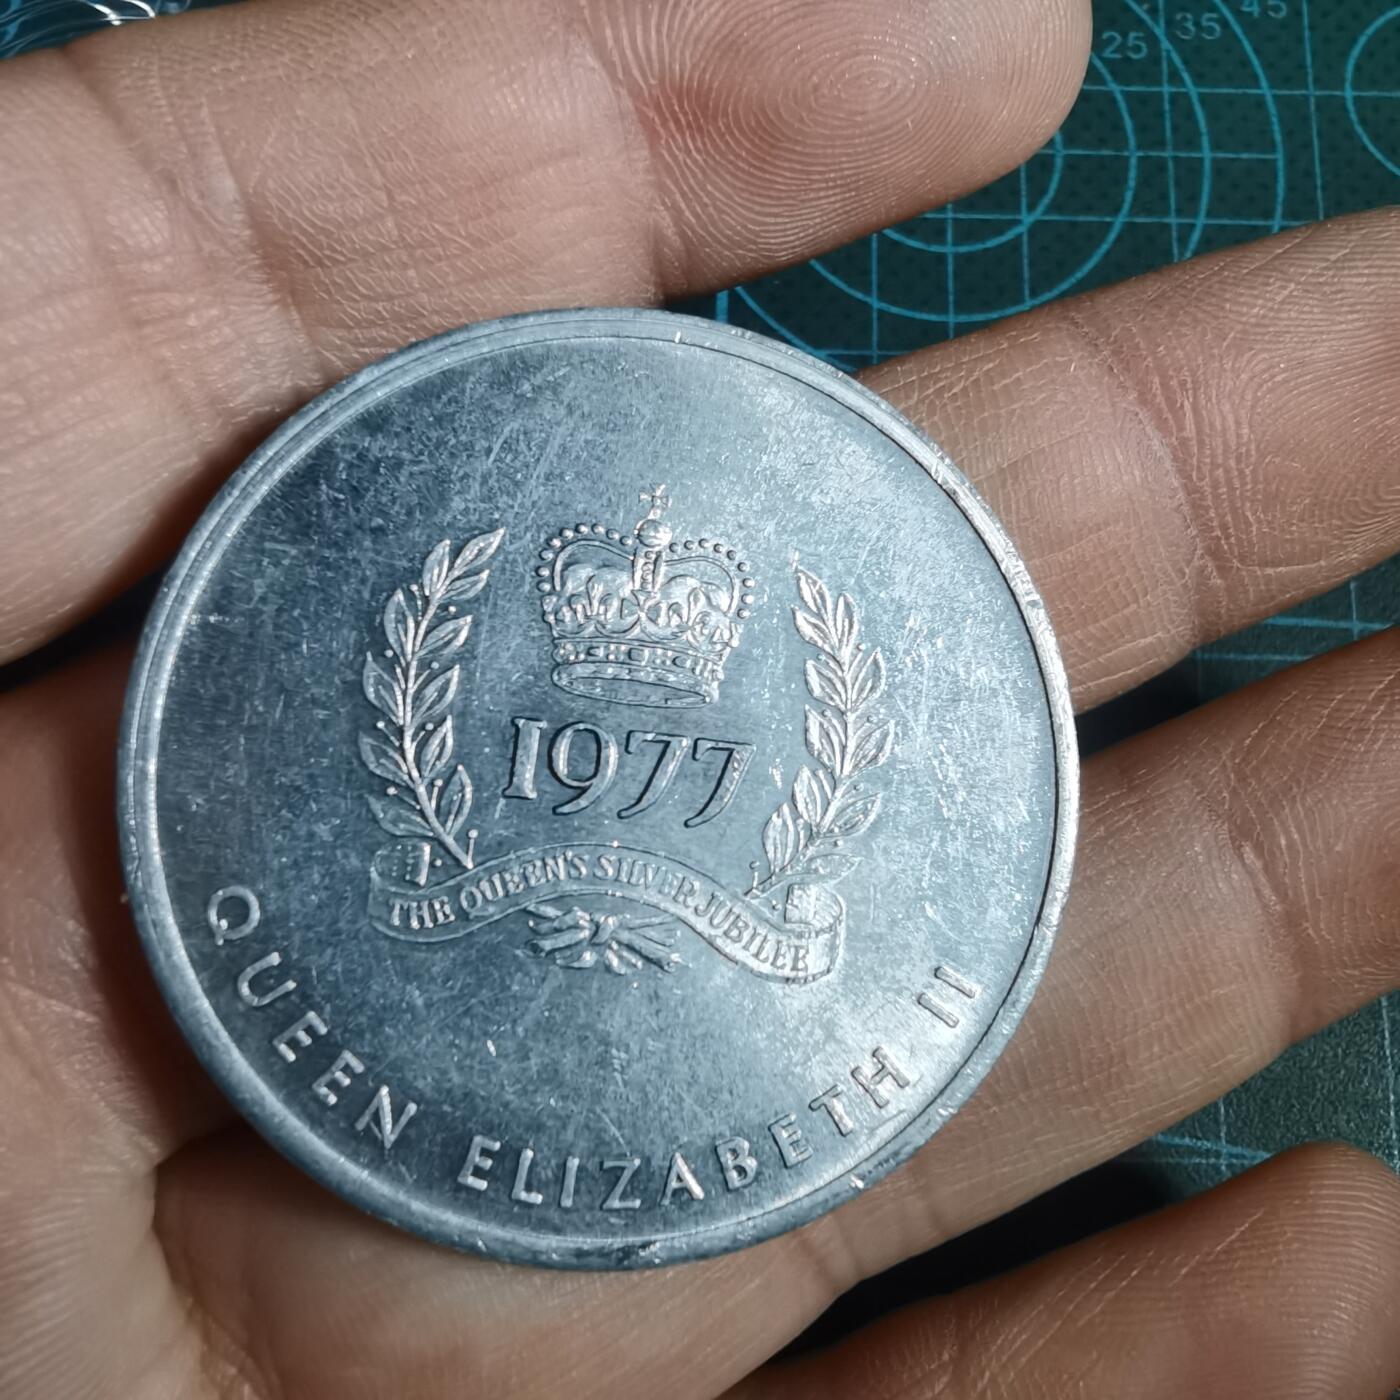 25 35 45
1977
THE QUEEN'S SILVER JUBILEE
QUEEN ELIZABETH II